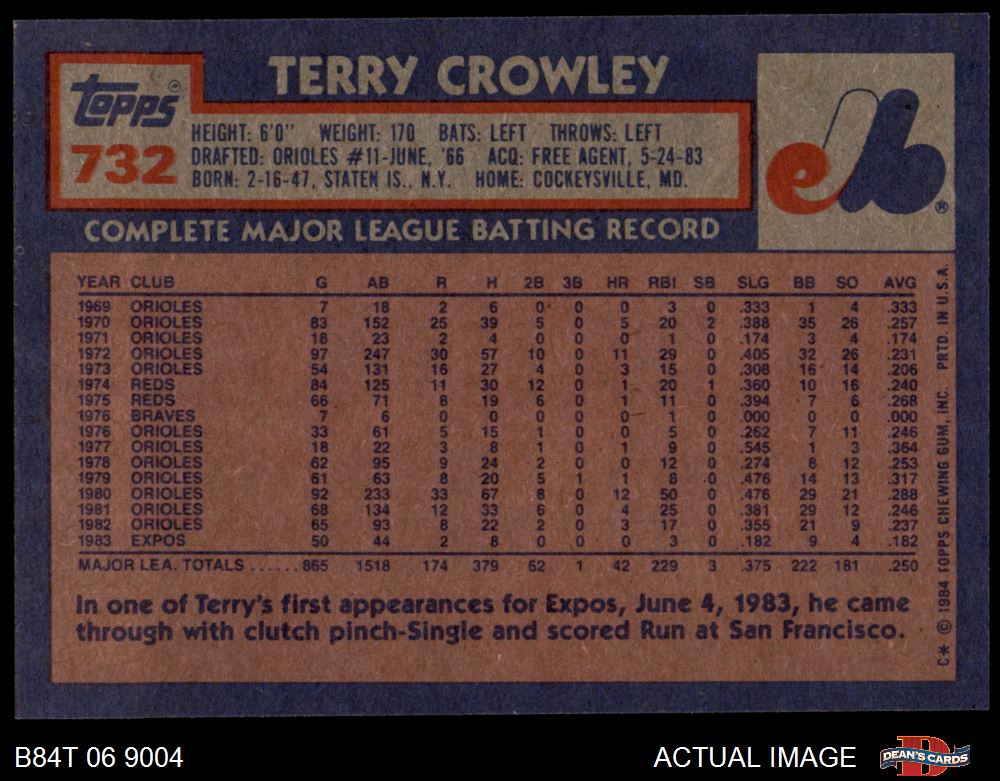 TERRY CROWLEY
Topps®
732
HEIGHT: 6'0" WEIGHT: 170 BATS: LEFT THROWS: LEFT
DRAFTED: ORIOLES #11-JUNE, '66 ACQ: FREE AGENT, 5-24-83
BORN: 2-16-47, STATEN IS., N.Y. HOME: COCKEYSVILLE, MD.
eb®
COMPLETE MAJOR LEAGUE BATTING RECORD
YEAR CLUB G AB R H 2B 3B HR RBI SB SLG BB SO AVG
1969 ORIOLES 7 18 2 6 0 0 0 3 0 .333 1 4 .333
1970 ORIOLES 83 152 25 39 5 0 5 20 2 .388 35 26 .257
1971 ORIOLES 18 23 2 4 0 0 0 1 0 .174 3 4 .174
1972 ORIOLES 97 247 30 57 10 0 11 29 0 .405 32 26 .231
1973 ORIOLES 54 131 16 27 4 0 3 15 0 .308 16 14 .206
1974 REDS 84 125 11 30 12 0 1 20 1 .360 10 16 .240
1975 REDS 66 71 8 19 6 0 1 11 0 .394 7 6 .268
1976 BRAVES 7 6 0 0 0 0 0 1 0 .000 0 0 .000
1976 ORIOLES 33 61 5 15 1 0 0 5 0 .262 7 11 .246
1977 ORIOLES 18 22 3 8 1 0 1 9 0 .545 1 3 .364
1978 ORIOLES 62 95 9 24 2 0 0 12 0 .274 8 12 .253
1979 ORIOLES 61 63 8 20 5 1 1 8 0 .476 14 13 .317
1980 ORIOLES 92 233 33 67 8 0 12 50 0 .476 29 21 .288
1981 ORIOLES 68 134 12 33 6 0 4 25 0 .381 29 12 .246
1982 ORIOLES 65 93 8 22 2 0 3 17 0 .355 21 9 .237
1983 EXPOS 50 44 2 8 0 0 0 3 0 .182 9 4 .182
MAJOR LEA. TOTALS ...... 865 1518 174 379 62 1 42 229 3 .375 222 181 .250
In one of Terry's first appearances for Expos, June 4, 1983, he came
through with clutch pinch-Single and scored Run at San Francisco.
C* © 1984 TOPPS CHEWING GUM, INC. PRTD. IN U.S.A.
B84T 06 9004
ACTUAL IMAGE
DEAN'S CARDS